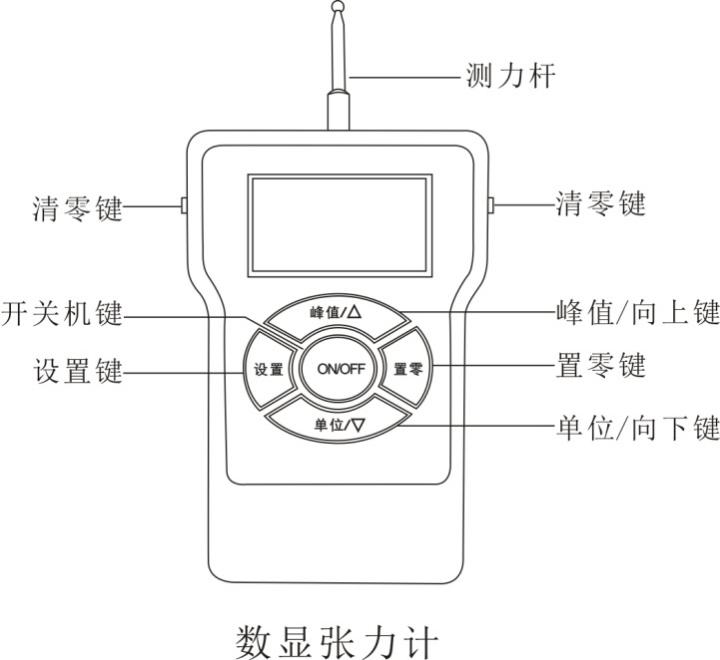 测力杆
清零键
清零键
开关机键
峰值/△
峰值/向上键
设置键
设置
ON/OFF
置零
置零键
单位/▽
单位/向下键
数显张力计